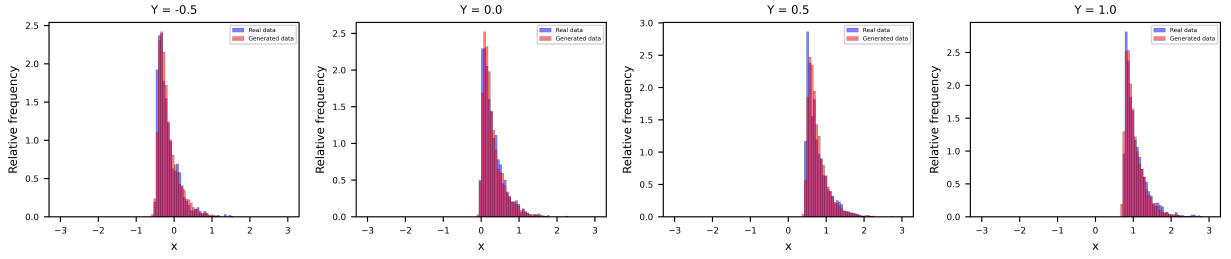 Y = -0.5
Real data
Generated data
Relative frequency
2.5
2.0
1.5
1.0
0.5
0.0
−3 −2 −1 0 1 2 3
x
Y = 0.0
Real data
Generated data
Relative frequency
2.5
2.0
1.5
1.0
0.5
0.0
−3 −2 −1 0 1 2 3
x
Y = 0.5
Real data
Generated data
Relative frequency
3.0
2.5
2.0
1.5
1.0
0.5
0.0
−3 −2 −1 0 1 2 3
x
Y = 1.0
Real data
Generated data
Relative frequency
2.5
2.0
1.5
1.0
0.5
0.0
−3 −2 −1 0 1 2 3
x